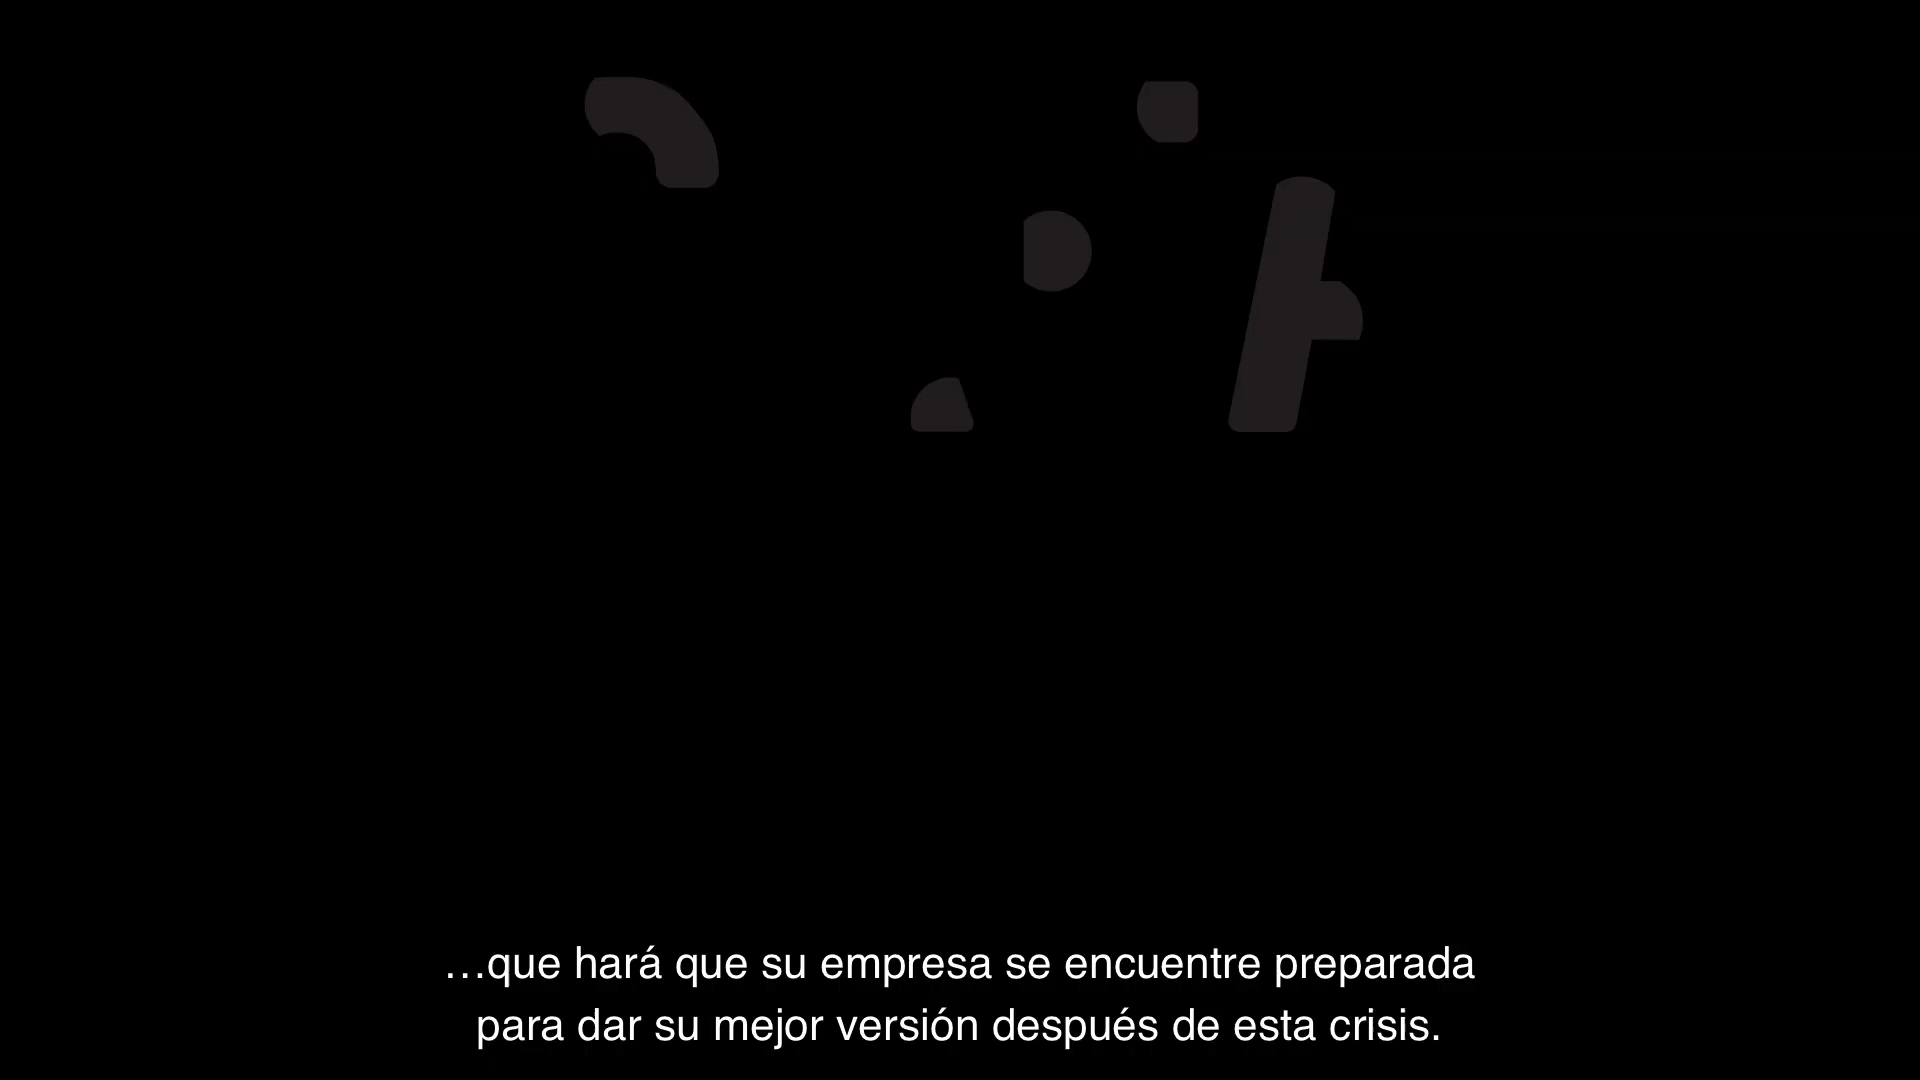 …que hará que su empresa se encuentre preparada
para dar su mejor versión después de esta crisis.